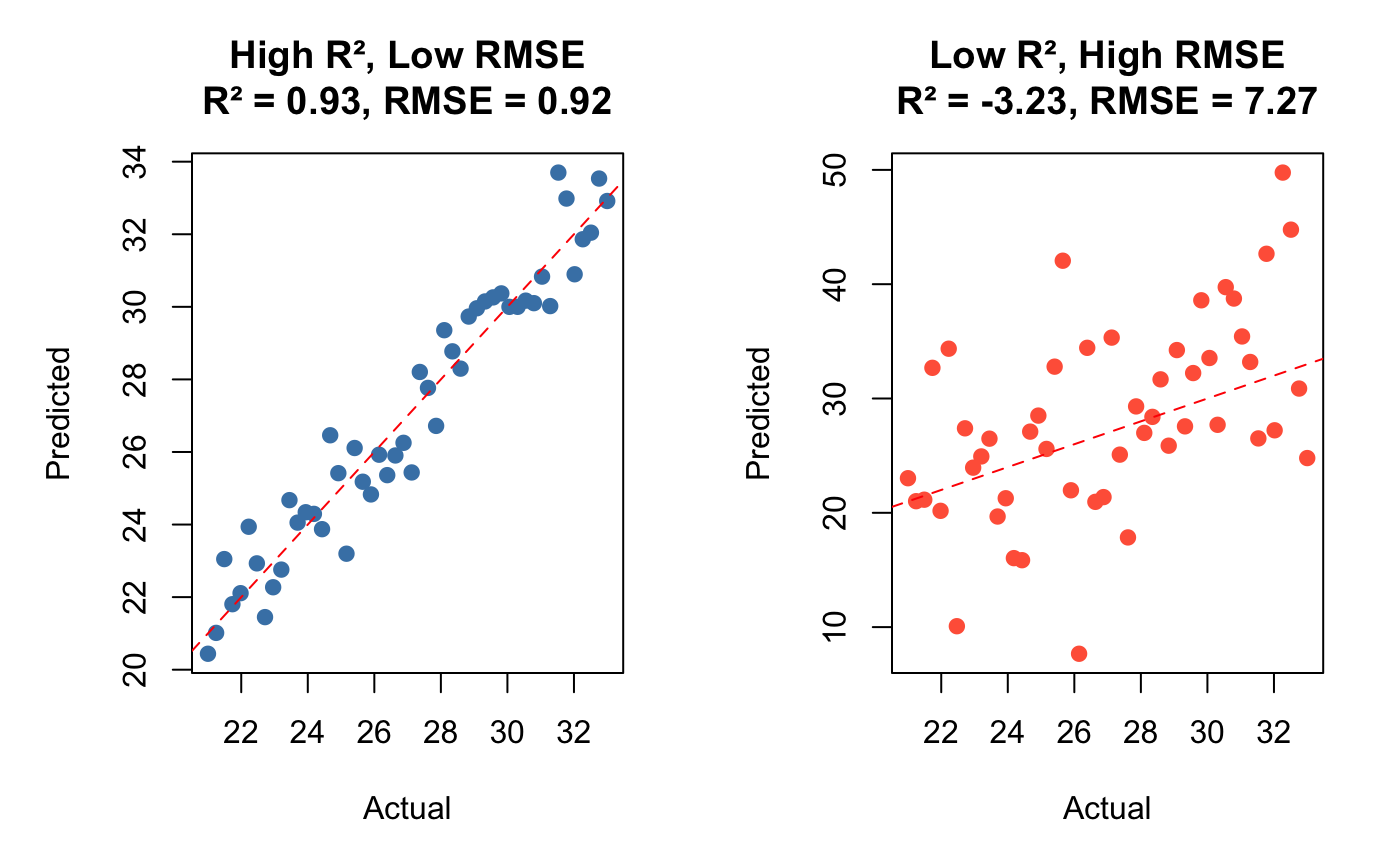 High R², Low RMSE
R² = 0.93, RMSE = 0.92
34
32
30
28
26
24
22
20
Predicted
22 24 26 28 30 32
Actual
Low R², High RMSE
R² = -3.23, RMSE = 7.27
50
40
30
20
10
Predicted
22 24 26 28 30 32
Actual